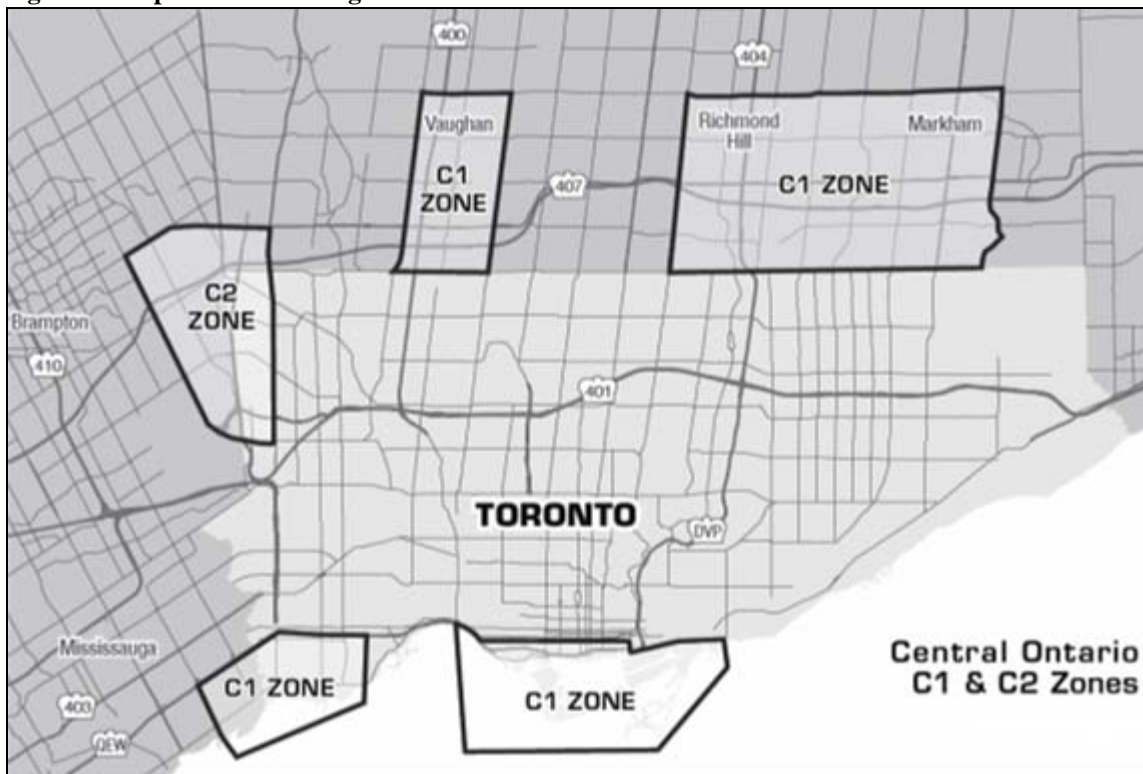 400
404
Vaughan
Richmond
Hill
Markham
C1
ZONE
C1 ZONE
407
C2
ZONE
Brampton
410
401
TORONTO
DVP
Mississauga
C1 ZONE
C1 ZONE
Central Ontario
C1 & C2 Zones
403
QEW